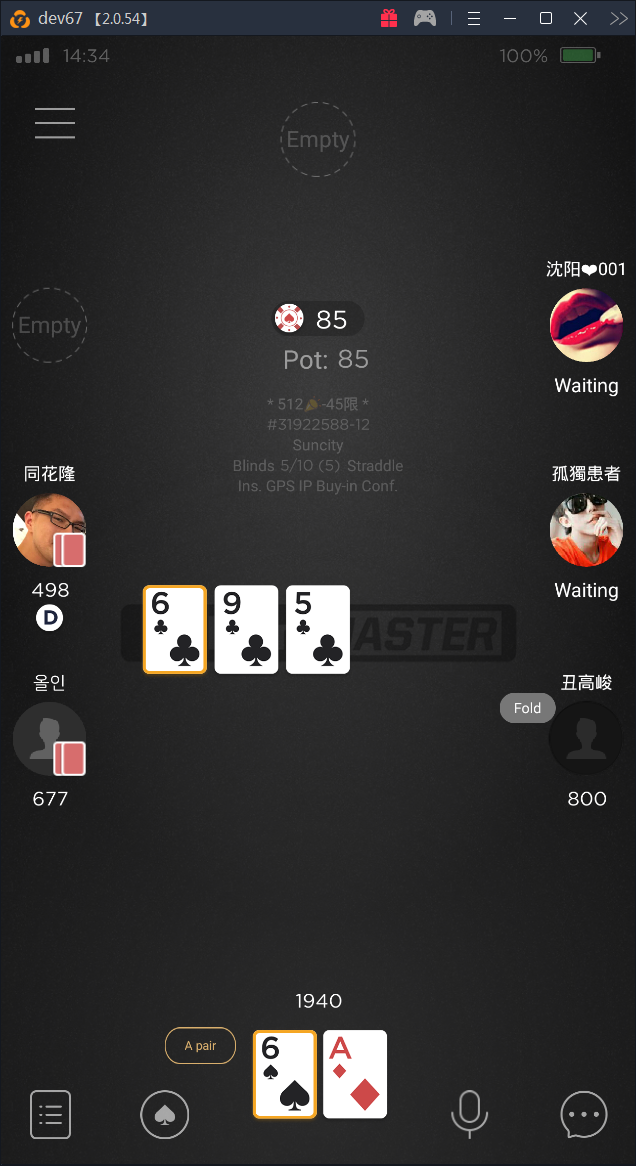 dev67 【2.0.54】
14:34
100%
Empty
沈阳❤001
Empty
85
Pot: 85
Waiting
* 512🎉-45限 *
#31922588-12
Suncity
Blinds 5/10 (5) Straddle
Ins. GPS IP Buy-in Conf.
同花隆
孤獨患者
498
Waiting
D
6
9
5
MASTER
올인
丑高峻
Fold
677
800
1940
A pair
6
A